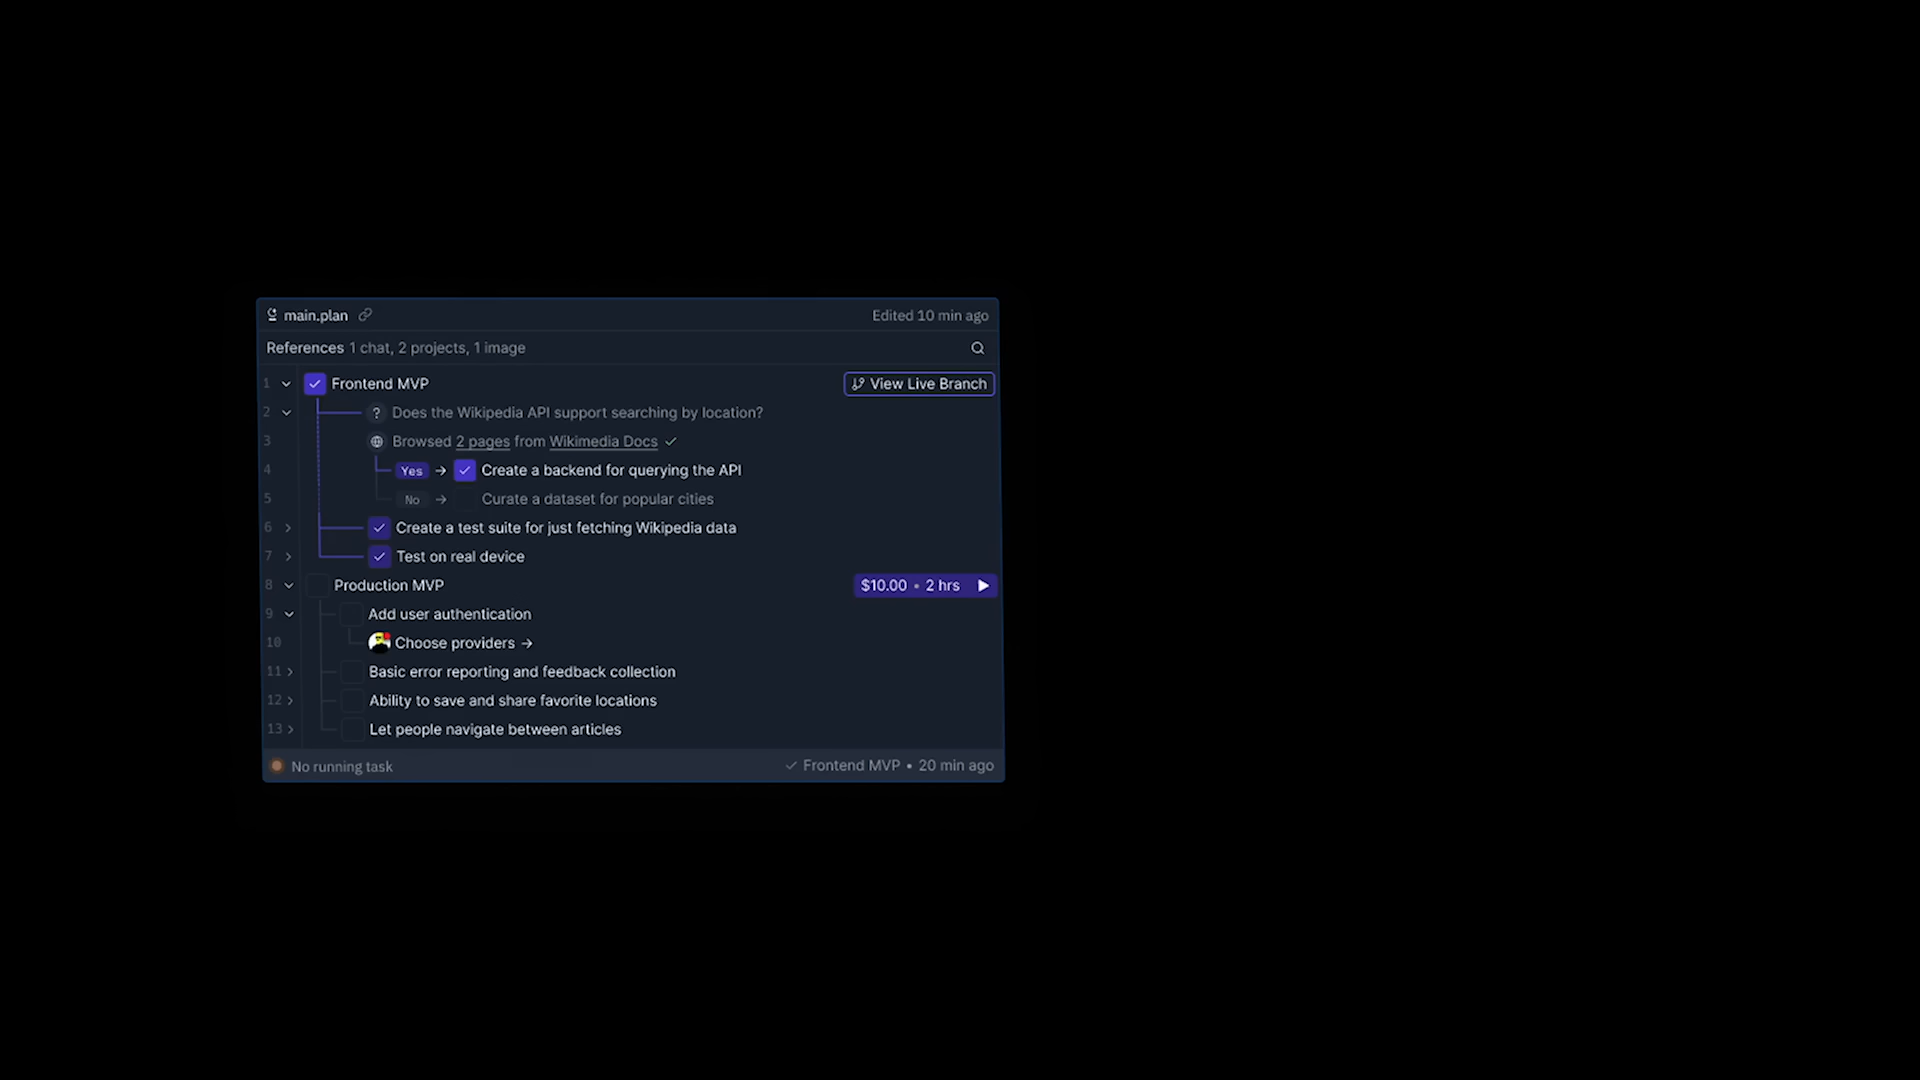 main.plan Edited 10 min ago
References 1 chat, 2 projects, 1 image
1 Frontend MVP View Live Branch
2 ? Does the Wikipedia API support searching by location?
3 Browsed 2 pages from Wikimedia Docs ✓
4 Yes → Create a backend for querying the API
5 No → Curate a dataset for popular cities
6 Create a test suite for just fetching Wikipedia data
7 Test on real device
8 Production MVP $10.00 • 2 hrs
9 Add user authentication
10 Choose providers →
11 Basic error reporting and feedback collection
12 Ability to save and share favorite locations
13 Let people navigate between articles
No running task ✓ Frontend MVP • 20 min ago